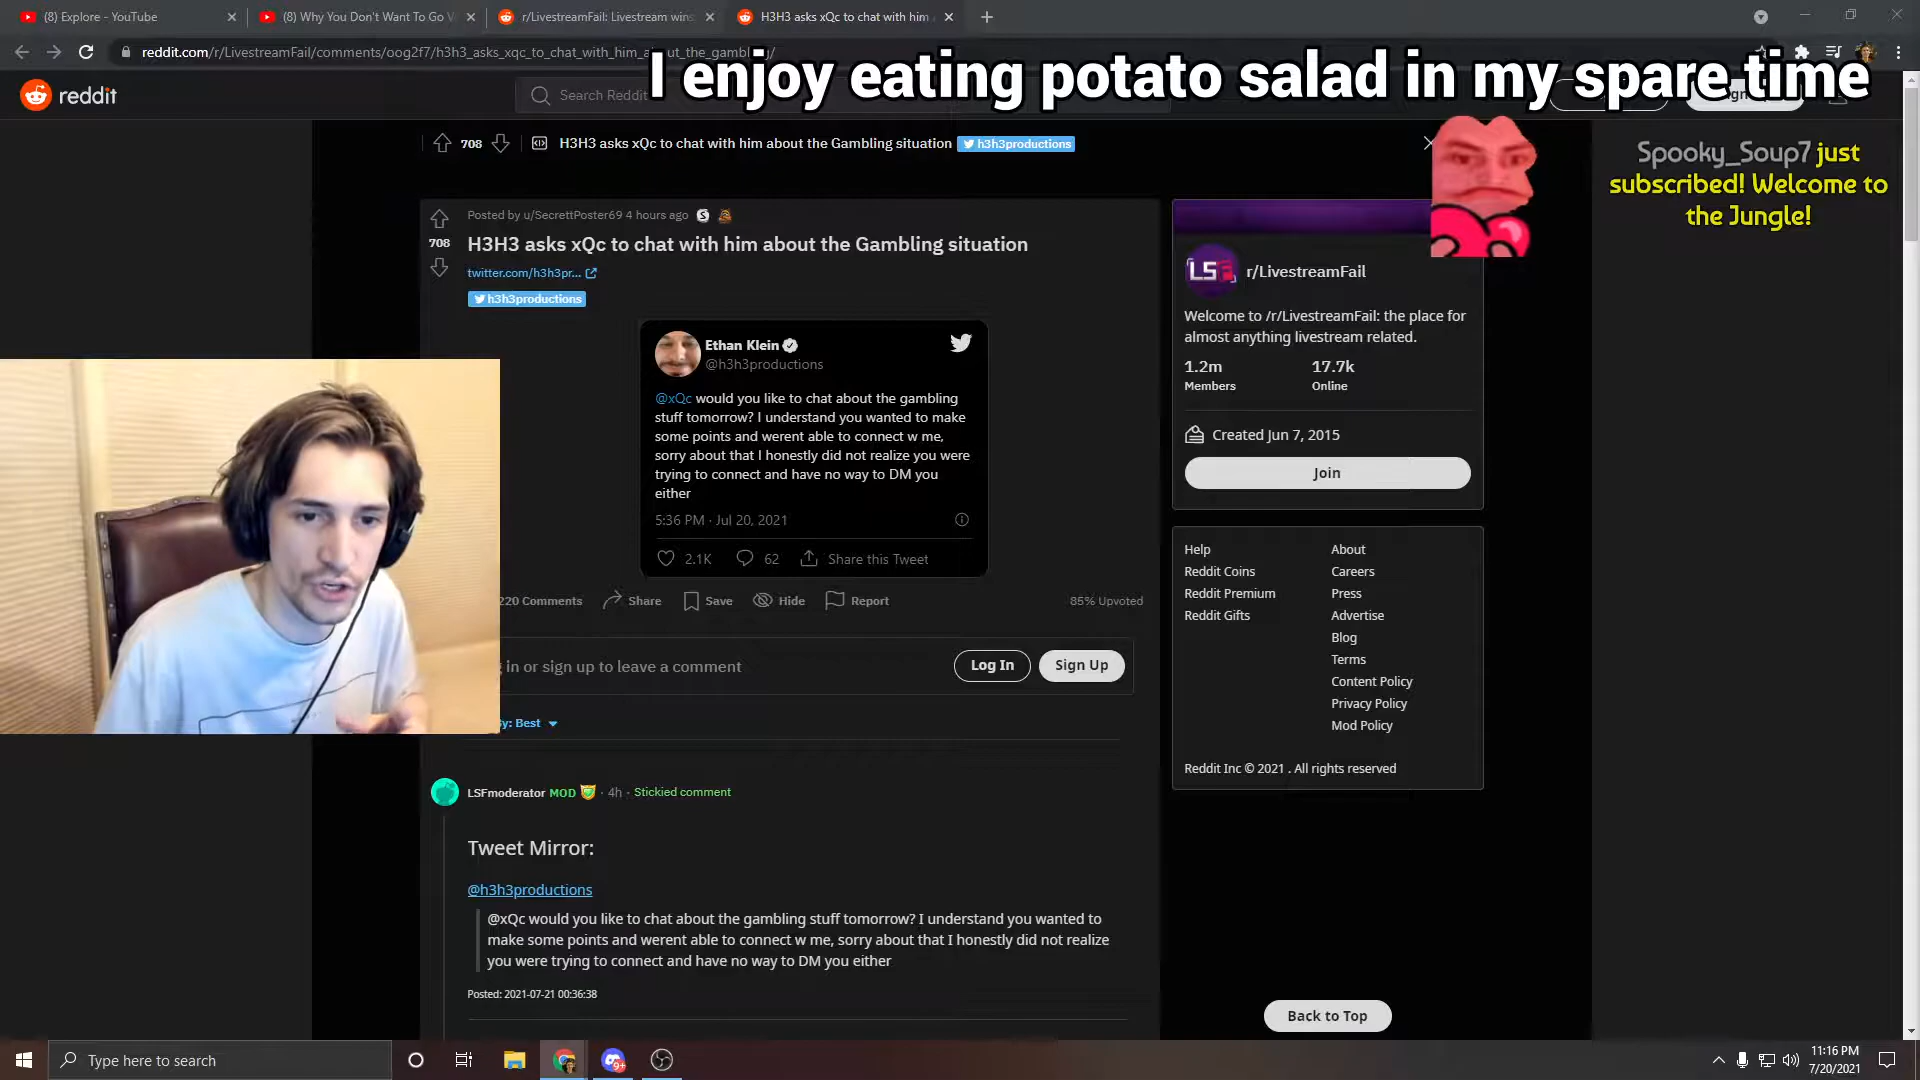 (8) Explore - YouTube
(8) Why You Don't Want To Go
r/LivestreamFail: Livestream wins
H3H3 asks xQc to chat with him
reddit.com/r/LivestreamFail/comments/oog2f7/h3h3_asks_xqc_to_chat_with_him_about_the_gambling/
I enjoy eating potato salad in my spare time
reddit
Search Reddit
708
H3H3 asks xQc to chat with him about the Gambling situation
h3h3productions
Spooky_Soup7 just
subscribed! Welcome to
the Jungle!
Posted by u/SecrettPoster69 4 hours ago
708
H3H3 asks xQc to chat with him about the Gambling situation
twitter.com/h3h3pr...
h3h3productions
Ethan Klein
@h3h3productions
@xQc would you like to chat about the gambling
stuff tomorrow? I understand you wanted to make
some points and werent able to connect w me,
sorry about that I honestly did not realize you were
trying to connect and have no way to DM you
either
5:36 PM · Jul 20, 2021
2.1K
62
Share this Tweet
220 Comments
Share
Save
Hide
Report
85% Upvoted
in or sign up to leave a comment
Log In
Sign Up
By: Best
LSFmoderator MOD · 4h · Stickied comment
Tweet Mirror:
@h3h3productions
@xQc would you like to chat about the gambling stuff tomorrow? I understand you wanted to
make some points and werent able to connect w me, sorry about that I honestly did not realize
you were trying to connect and have no way to DM you either
Posted: 2021-07-21 00:36:38
LSF
r/LivestreamFail
Welcome to /r/LivestreamFail: the place for
almost anything livestream related.
1.2m
Members
17.7k
Online
Created Jun 7, 2015
Join
Help
Reddit Coins
Reddit Premium
Reddit Gifts
About
Careers
Press
Advertise
Blog
Terms
Content Policy
Privacy Policy
Mod Policy
Reddit Inc © 2021 . All rights reserved
Back to Top
Type here to search
9+
11:16 PM
7/20/2021